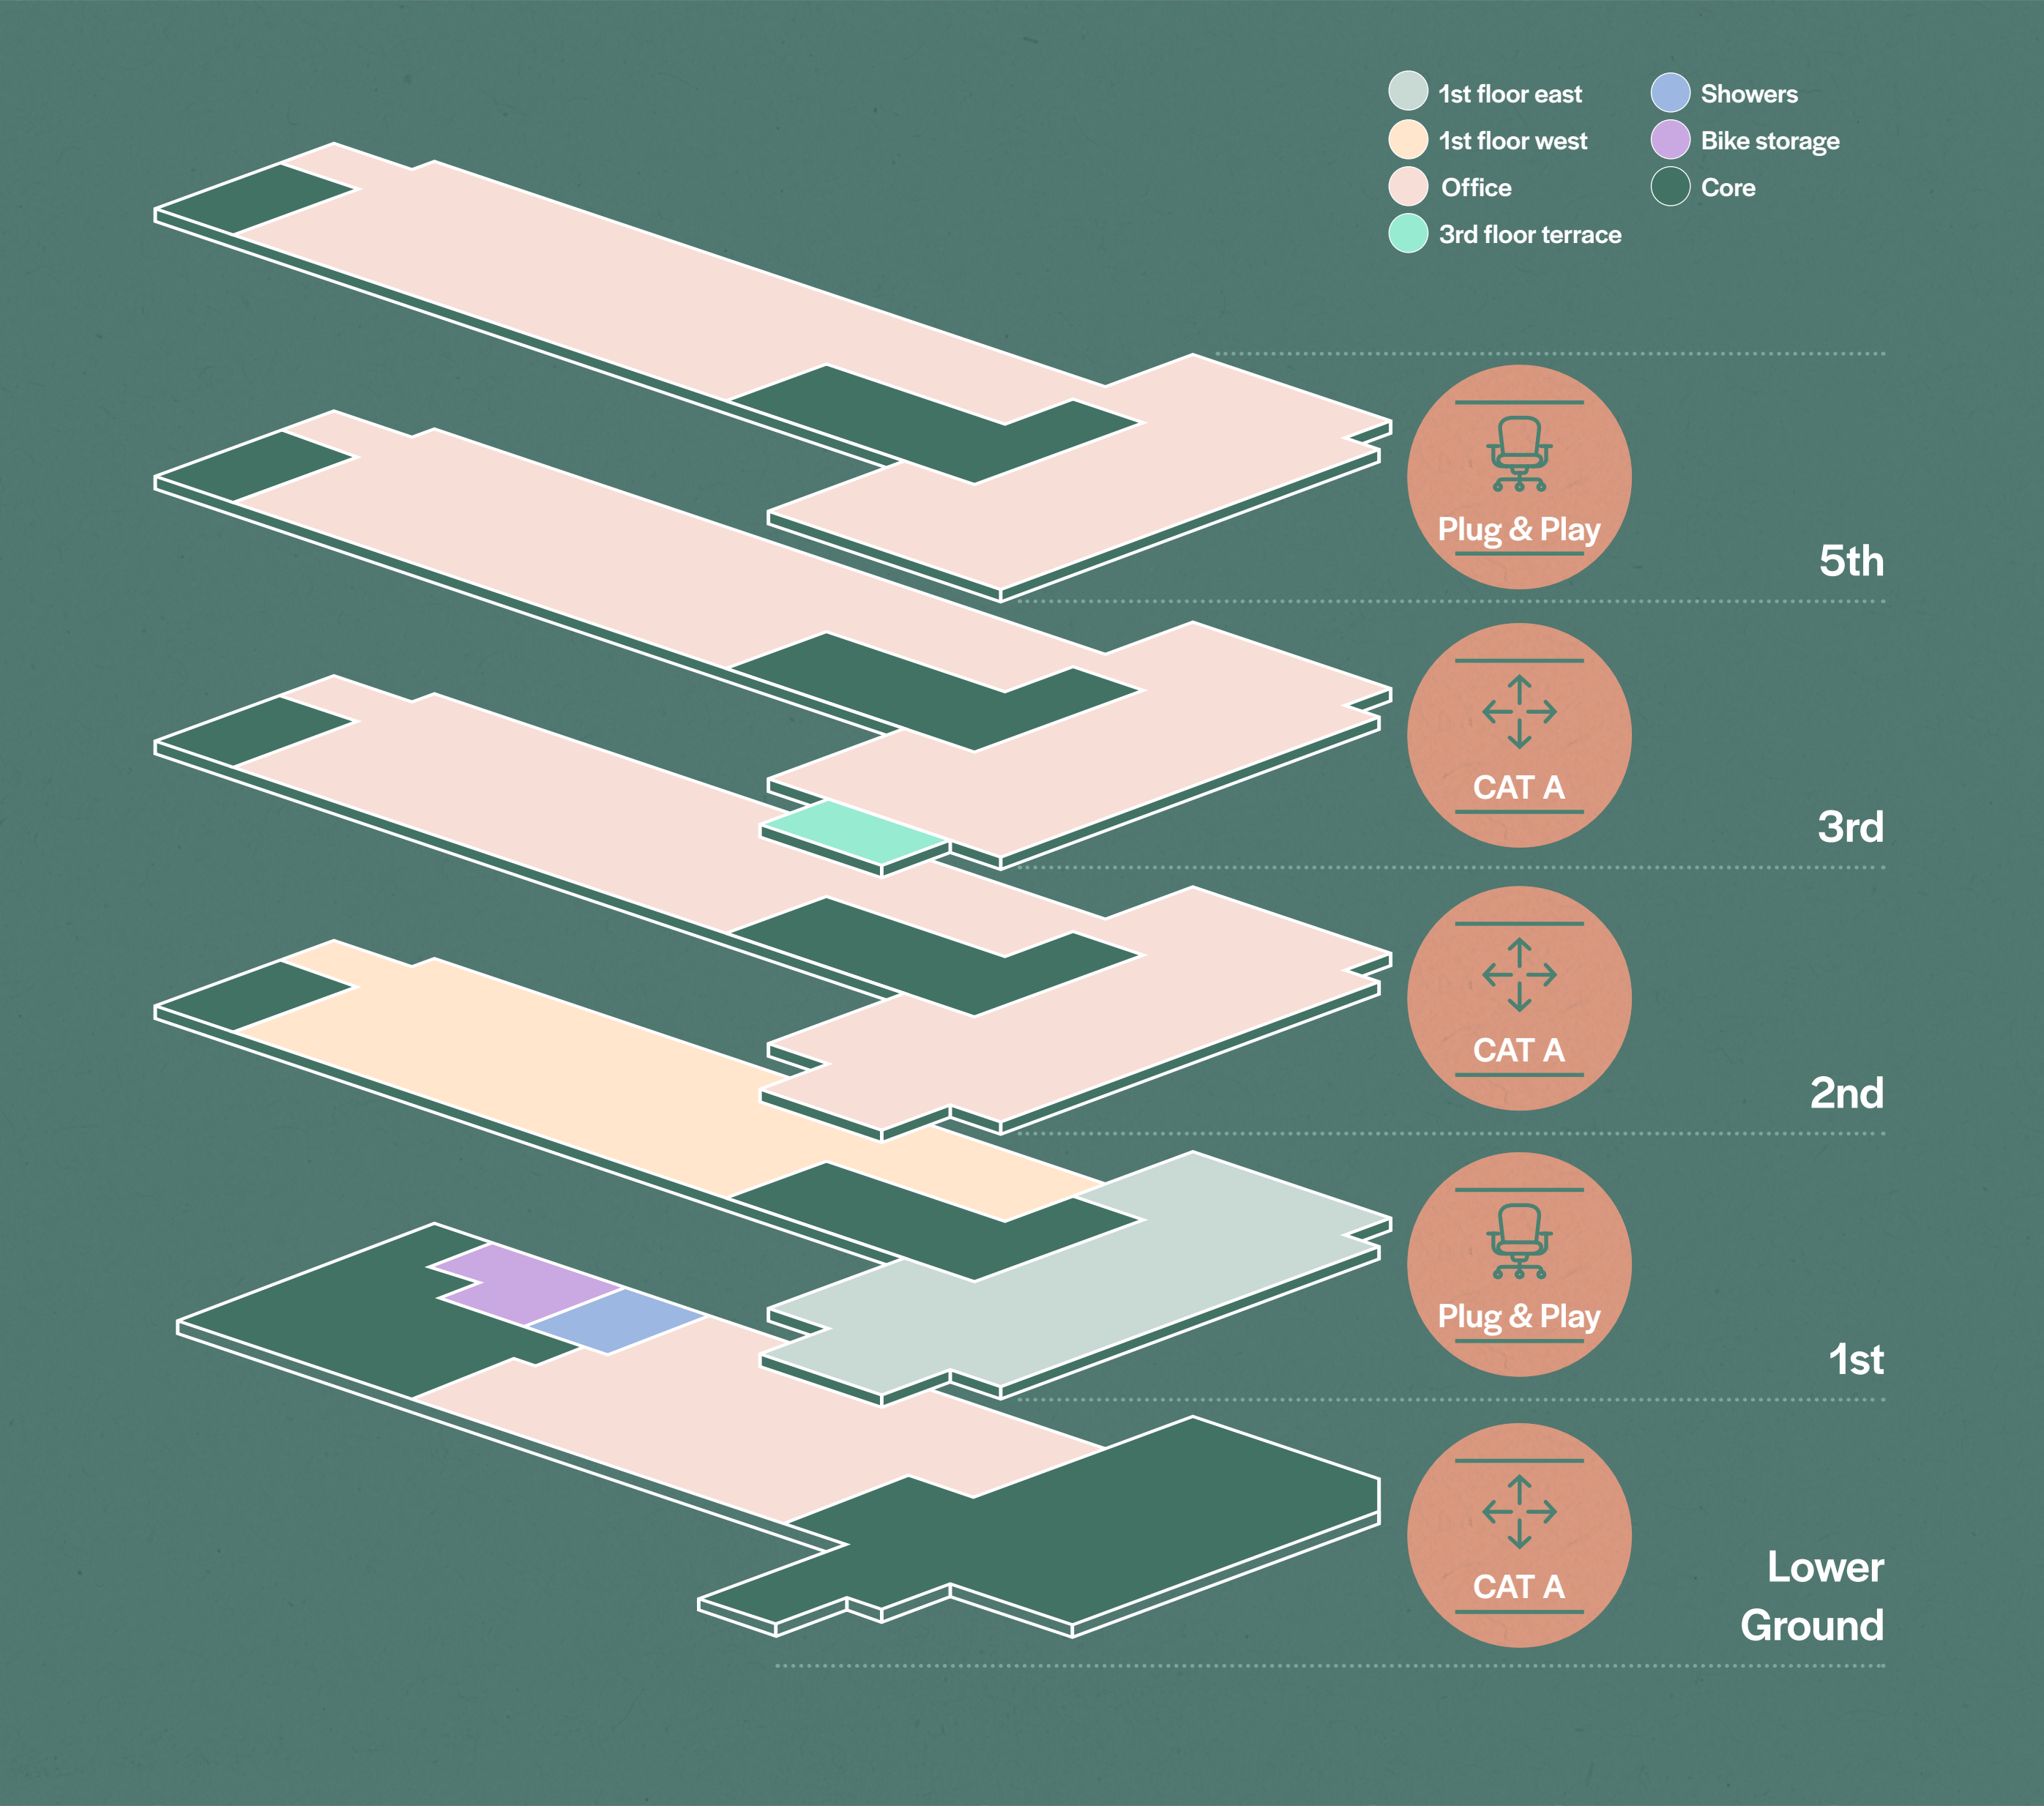 1st floor east
1st floor west
Office
3rd floor terrace
Showers
Bike storage
Core
Plug & Play
5th
CAT A
3rd
CAT A
2nd
Plug & Play
1st
CAT A
Lower
Ground